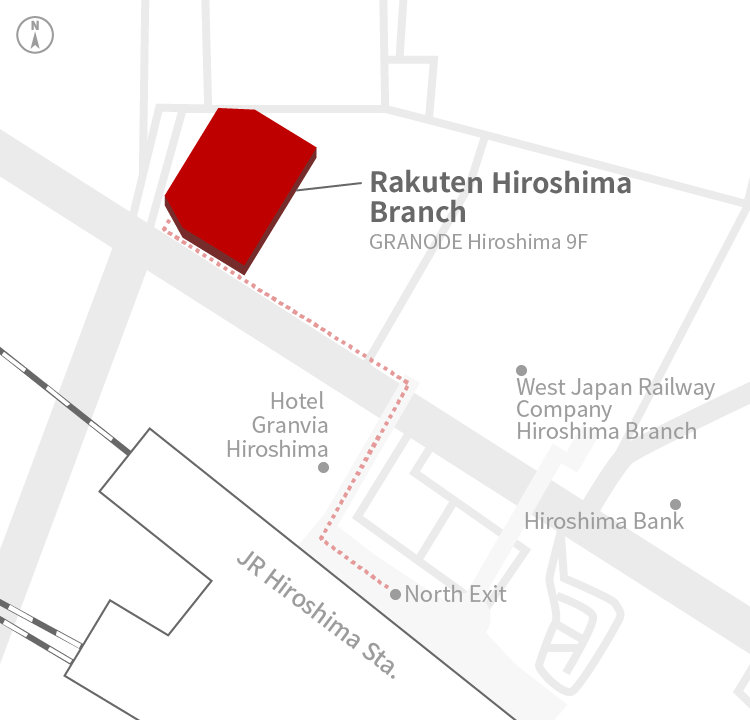 N
Rakuten Hiroshima
Branch
GRANODE Hiroshima 9F
West Japan Railway
Company
Hiroshima Branch
Hotel
Granvia
Hiroshima
Hiroshima Bank
North Exit
JR Hiroshima Sta.